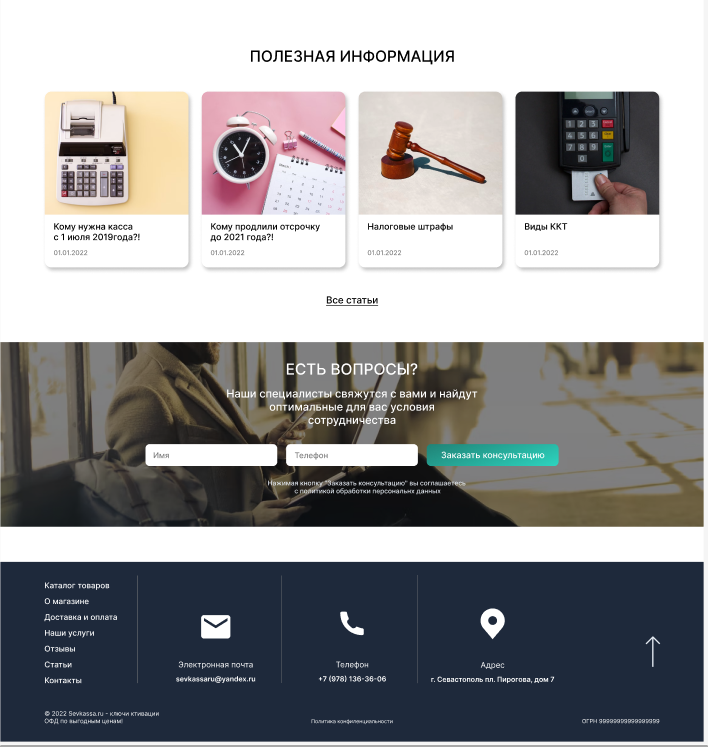 ПОЛЕЗНАЯ ИНФОРМАЦИЯ
Кому нужна касса
с 1 июля 2019года?!
01.01.2022
Кому продлили отсрочку
до 2021 года?!
01.01.2022
Налоговые штрафы
01.01.2022
Виды ККТ
01.01.2022
Все статьи
ЕСТЬ ВОПРОСЫ?
Наши специалисты свяжутся с вами и найдут
оптимальные для вас условия
сотрудничества
Имя
Телефон
Заказать консультацию
Нажимая кнопку "Заказать консультацию" вы соглашаетесь
с политикой обработки персональнх данных
Каталог товаров
О магазине
Доставка и оплата
Наши услуги
Отзывы
Статьи
Контакты
Электронная почта
sevkassaru@yandex.ru
Телефон
+7 (978) 136-36-06
Адрес
г. Севастополь пл. Пирогова, дом 7
© 2022 Sevkassa.ru - ключи ктивации
ОФД по выгодным ценам!
Политика конфиленциальности
ОГРН 99999999999999999